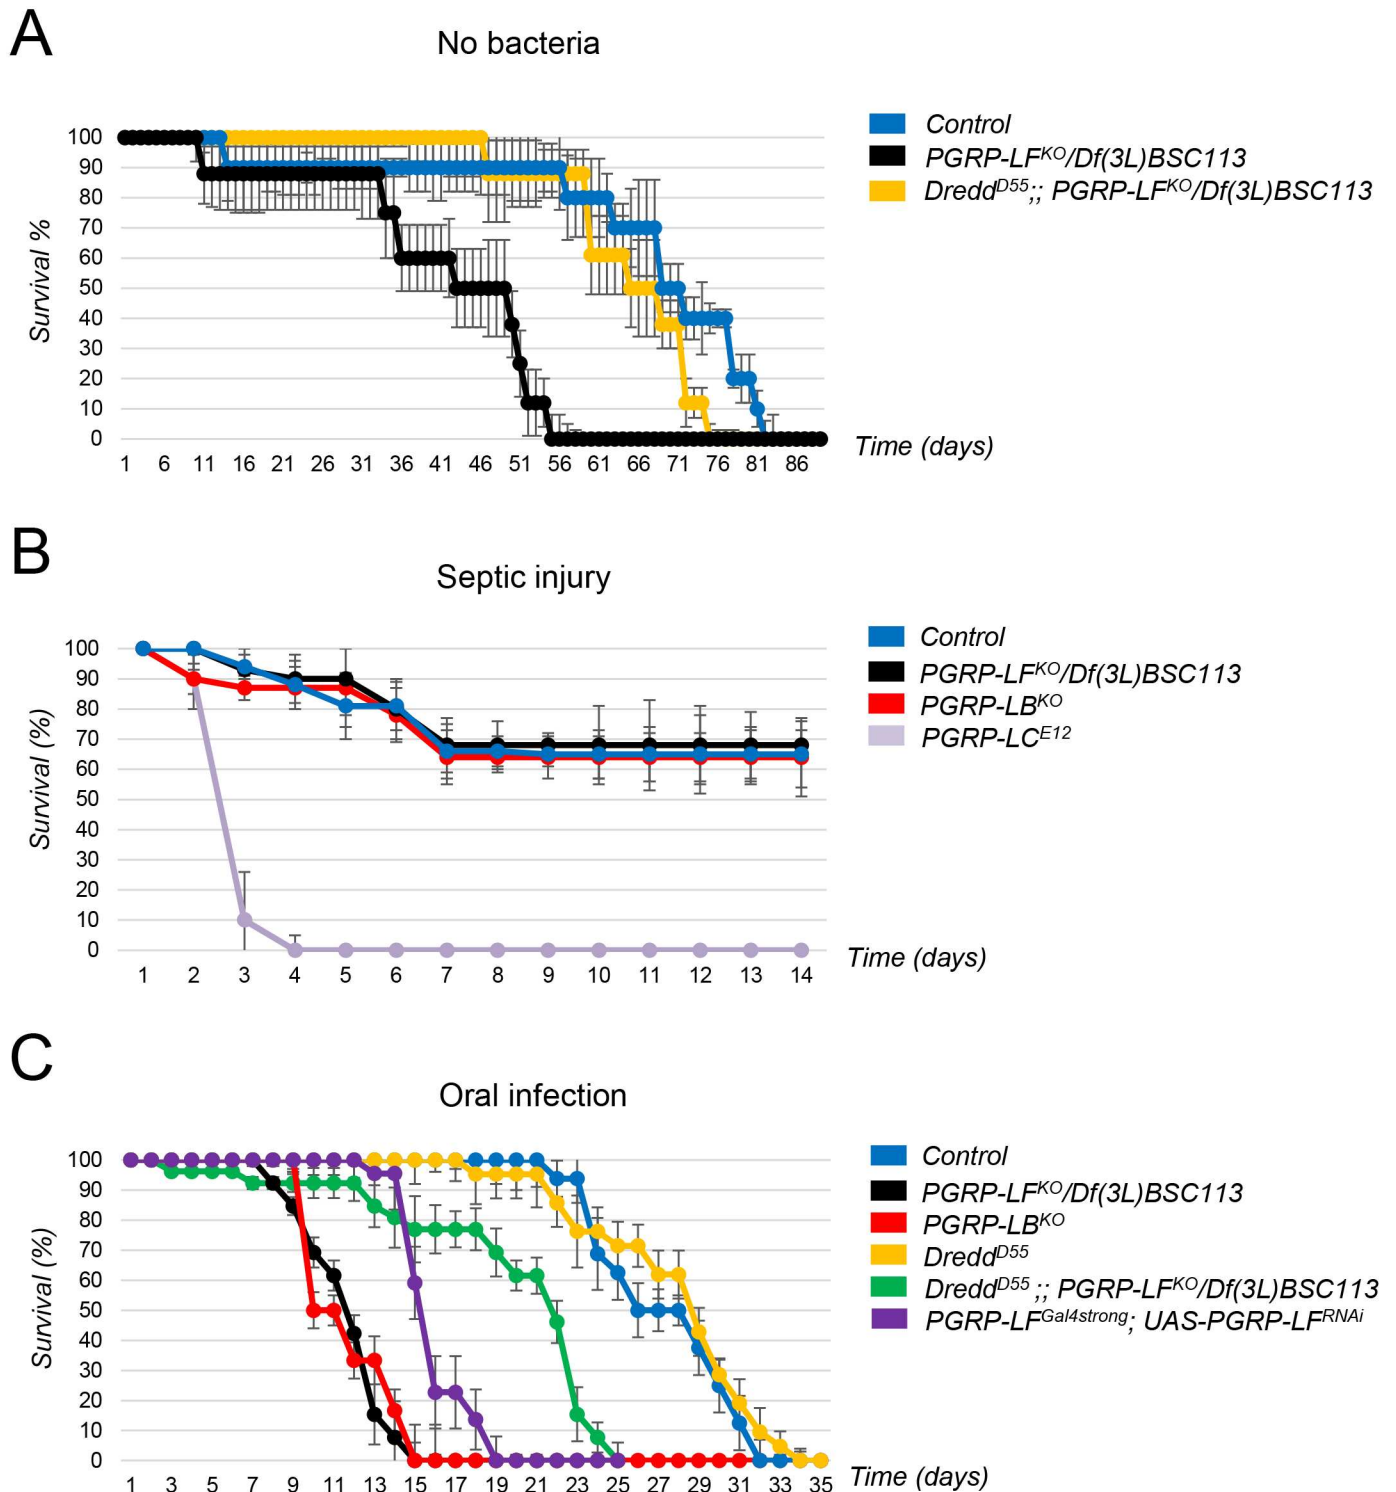 A
No bacteria
Survival %
100
90
80
70
60
50
40
30
20
10
0
1 6 11 16 21 26 31 36 41 46 51 56 61 66 71 76 81 86
Time (days)
Control
PGRP-LF^KO/Df(3L)BSC113
Dredd^D55;; PGRP-LF^KO/Df(3L)BSC113
B
Septic injury
Survival (%)
100
90
80
70
60
50
40
30
20
10
0
1 2 3 4 5 6 7 8 9 10 11 12 13 14
Time (days)
Control
PGRP-LF^KO/Df(3L)BSC113
PGRP-LB^KO
PGRP-LC^E12
C
Oral infection
Survival (%)
100
90
80
70
60
50
40
30
20
10
0
1 3 5 7 9 11 13 15 17 19 21 23 25 27 29 31 33 35
Time (days)
Control
PGRP-LF^KO/Df(3L)BSC113
PGRP-LB^KO
Dredd^D55
Dredd^D55 ;; PGRP-LF^KO/Df(3L)BSC113
PGRP-LF^Gal4strong; UAS-PGRP-LF^RNAi